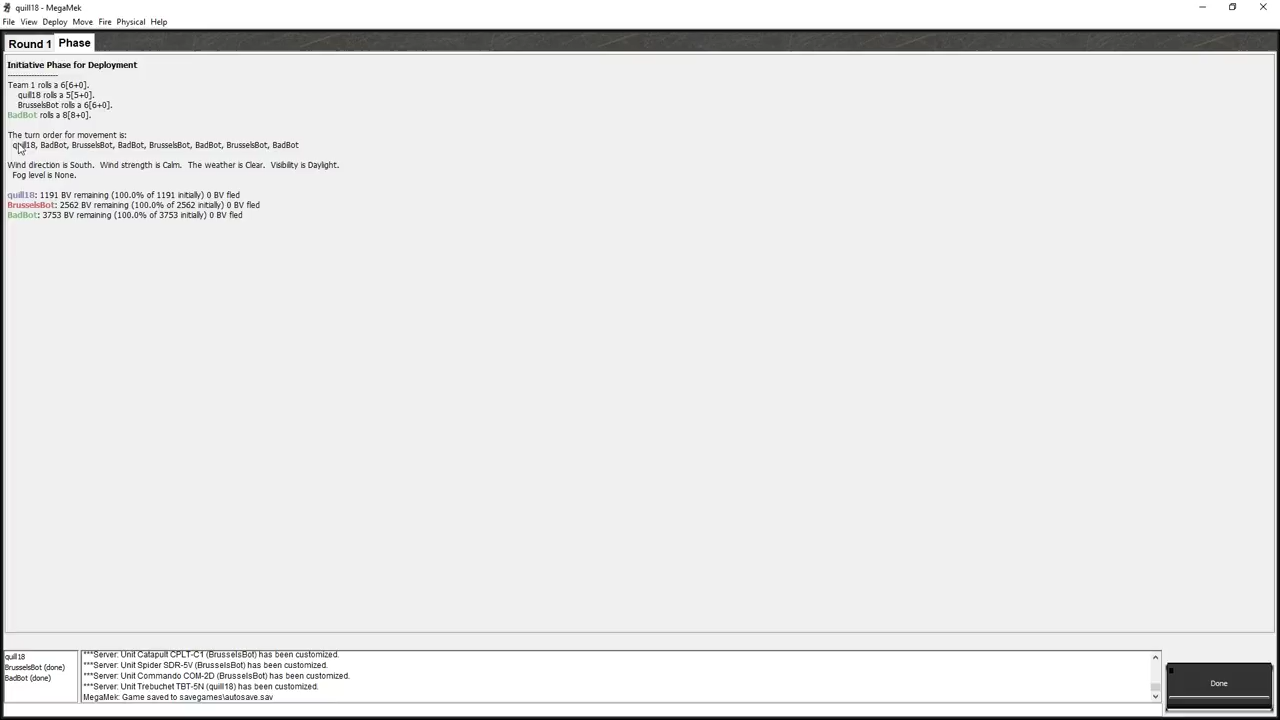 quill18 - MegaMek
File View Deploy Move Fire Physical Help
Round 1 Phase
Initiative Phase for Deployment
--------------------
Team 1 rolls a 6[6+0].
quill18 rolls a 5[5+0].
BrusselsBot rolls a 6[6+0].
BadBot rolls a 8[8+0].
The turn order for movement is:
quill18, BadBot, BrusselsBot, BadBot, BrusselsBot, BadBot, BrusselsBot, BadBot
Wind direction is South. Wind strength is Calm. The weather is Clear. Visibility is Daylight.
Fog level is None.
quill18: 1191 BV remaining (100.0% of 1191 initially) 0 BV fled
BrusselsBot: 2562 BV remaining (100.0% of 2562 initially) 0 BV fled
BadBot: 3753 BV remaining (100.0% of 3753 initially) 0 BV fled
quill18
BrusselsBot (done)
BadBot (done)
***Server: Unit Catapult CPLT-C1 (BrusselsBot) has been customized.
***Server: Unit Spider SDR-5V (BrusselsBot) has been customized.
***Server: Unit Commando COM-2D (BrusselsBot) has been customized.
***Server: Unit Trebuchet TBT-5N (quill18) has been customized.
MegaMek: Game saved to savegames\autosave.sav
Done